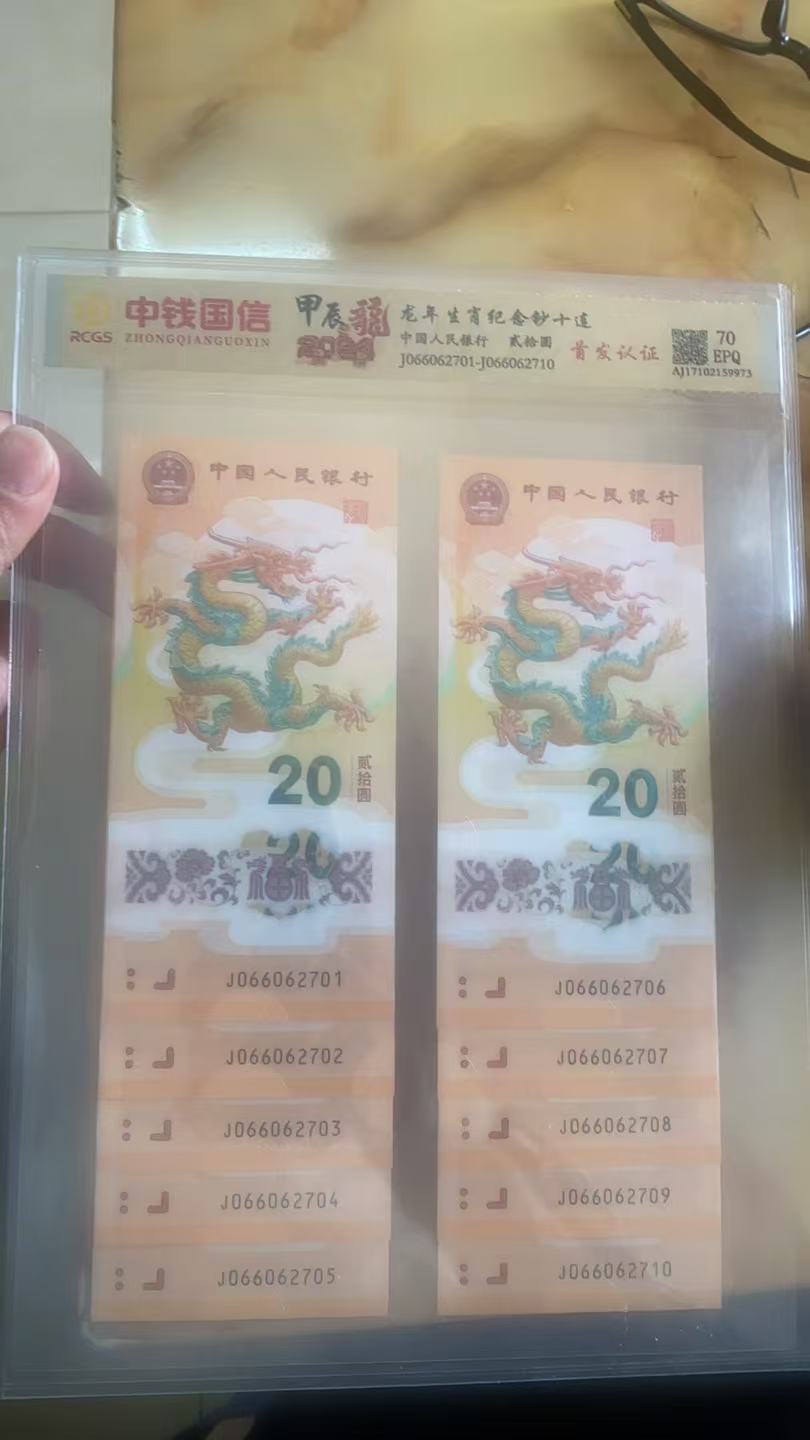 RCGS
中钱国信
ZHONGQIANGUOXIN
甲辰龍
2024
龙年生肖纪念钞十连
中国人民银行 贰拾圆
J066062701-J066062710
首发认证
70
EPQ
AJ17102159973
中国人民银行
20
贰拾圆
福
J066062701
J066062702
J066062703
J066062704
J066062705
中国人民银行
20
贰拾圆
福
J066062706
J066062707
J066062708
J066062709
J066062710